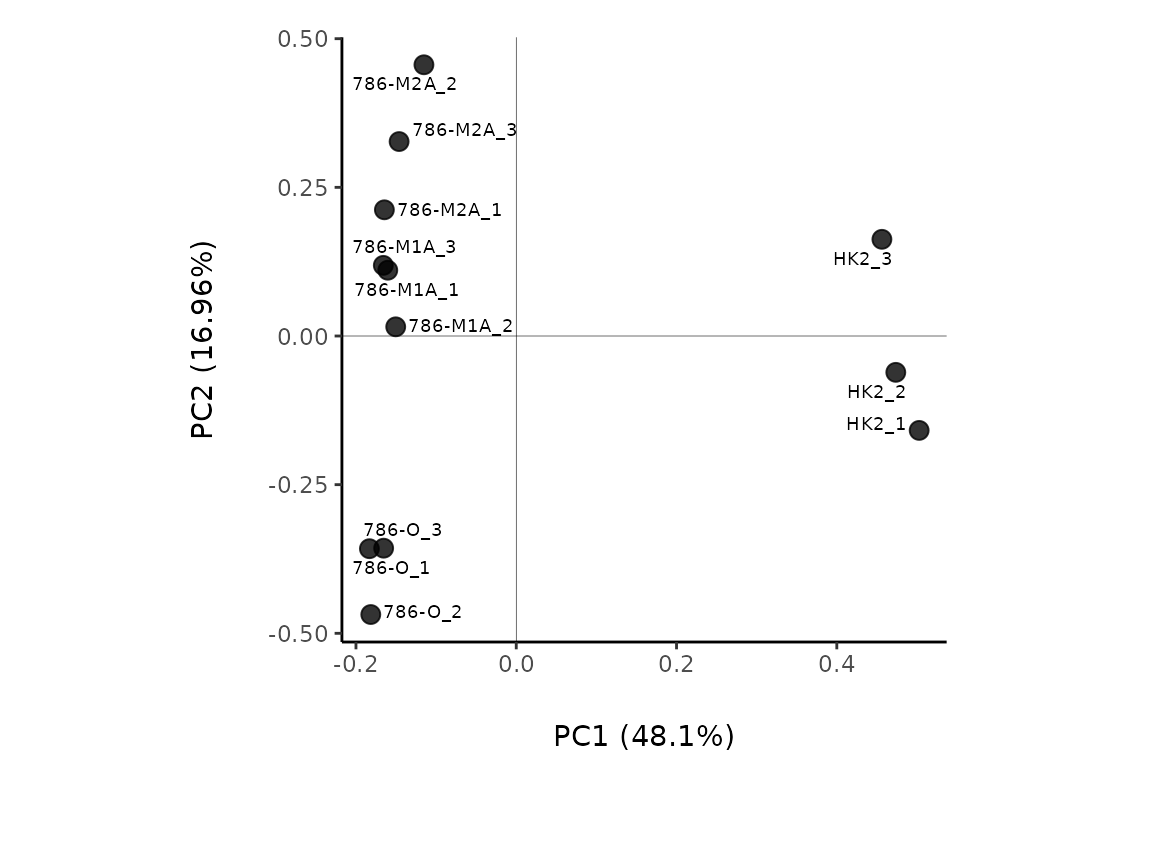 0.50
786-M2A_2
786-M2A_3
0.25
786-M2A_1
786-M1A_3
HK2_3
786-M1A_1
786-M1A_2
0.00
HK2_2
HK2_1
-0.25
786-O_3
786-O_1
786-O_2
-0.50
-0.2 0.0 0.2 0.4
PC2 (16.96%)
PC1 (48.1%)